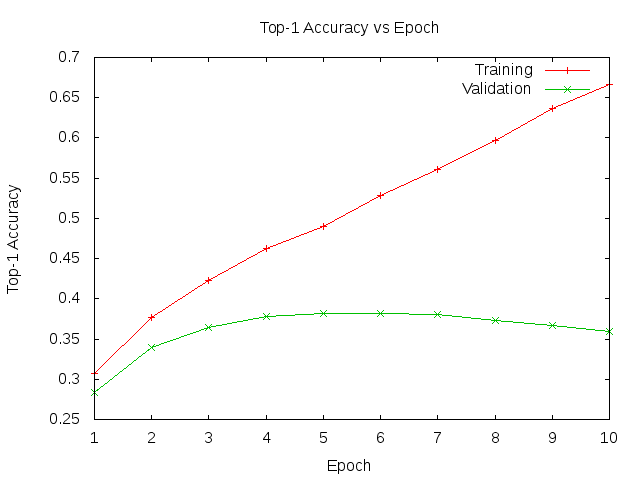 Top-1 Accuracy vs Epoch
Training
Validation
Top-1 Accuracy
0.7
0.65
0.6
0.55
0.5
0.45
0.4
0.35
0.3
0.25
1 2 3 4 5 6 7 8 9 10
Epoch